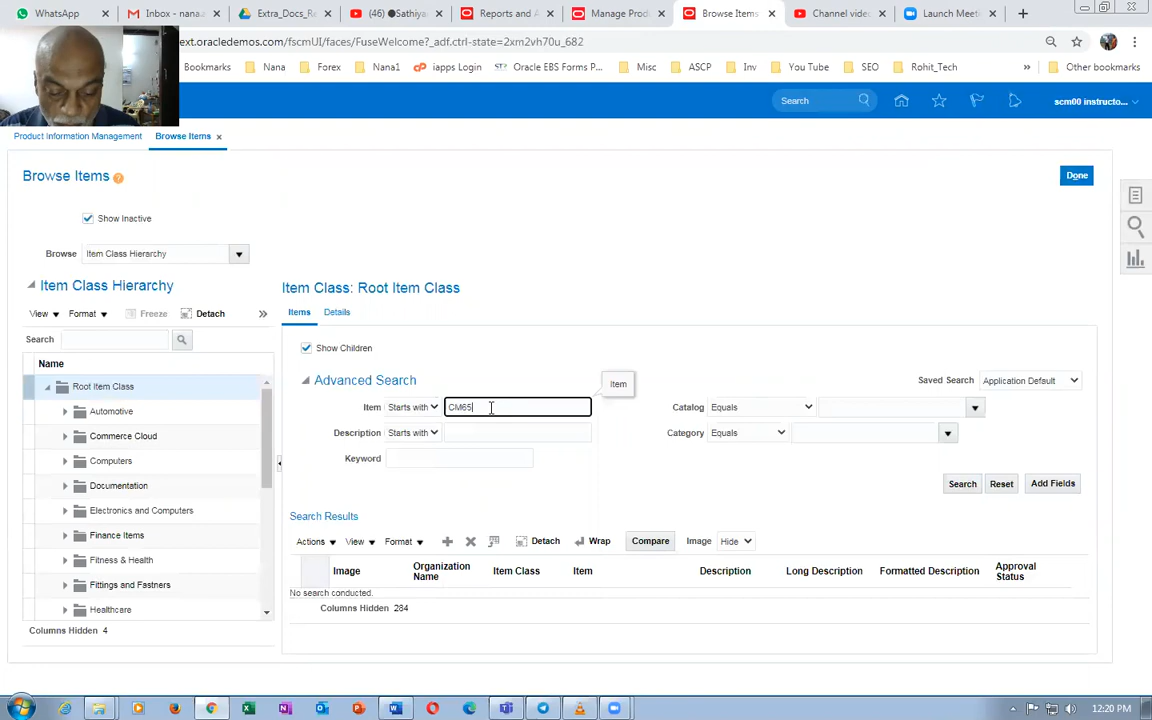 WhatsApp
Inbox - nana.a
Extra_Docs_Re
(46) ●Sathiya
Reports and A
Manage Prod
Browse Items
Channel video
Launch Meeti
ext.oracledemos.com/fscmUI/faces/FuseWelcome?_adf.ctrl-state=2xm2vh70u_682
Bookmarks
Nana
Forex
Nana1
iapps Login
Oracle EBS Forms P...
Misc
ASCP
Inv
You Tube
SEO
Rohit_Tech
»
Other bookmarks
Search
scm00 instructo...
Product Information Management
Browse Items
Browse Items
Done
Show Inactive
Browse Item Class Hierarchy
Item Class Hierarchy
View Format Freeze Detach »
Search
Name
Root Item Class
Automotive
Commerce Cloud
Computers
Documentation
Electronics and Computers
Finance Items
Fitness & Health
Fittings and Fastners
Healthcare
Columns Hidden 4
Item Class: Root Item Class
Items Details
Show Children
Advanced Search
Item
Saved Search Application Default
Item Starts with CM65
Catalog Equals
Description Starts with
Category Equals
Keyword
Search Reset Add Fields
Search Results
Actions View Format Detach Wrap Compare Image Hide
Image
Organization Name
Item Class
Item
Description
Long Description
Formatted Description
Approval Status
No search conducted.
Columns Hidden 284
12:20 PM